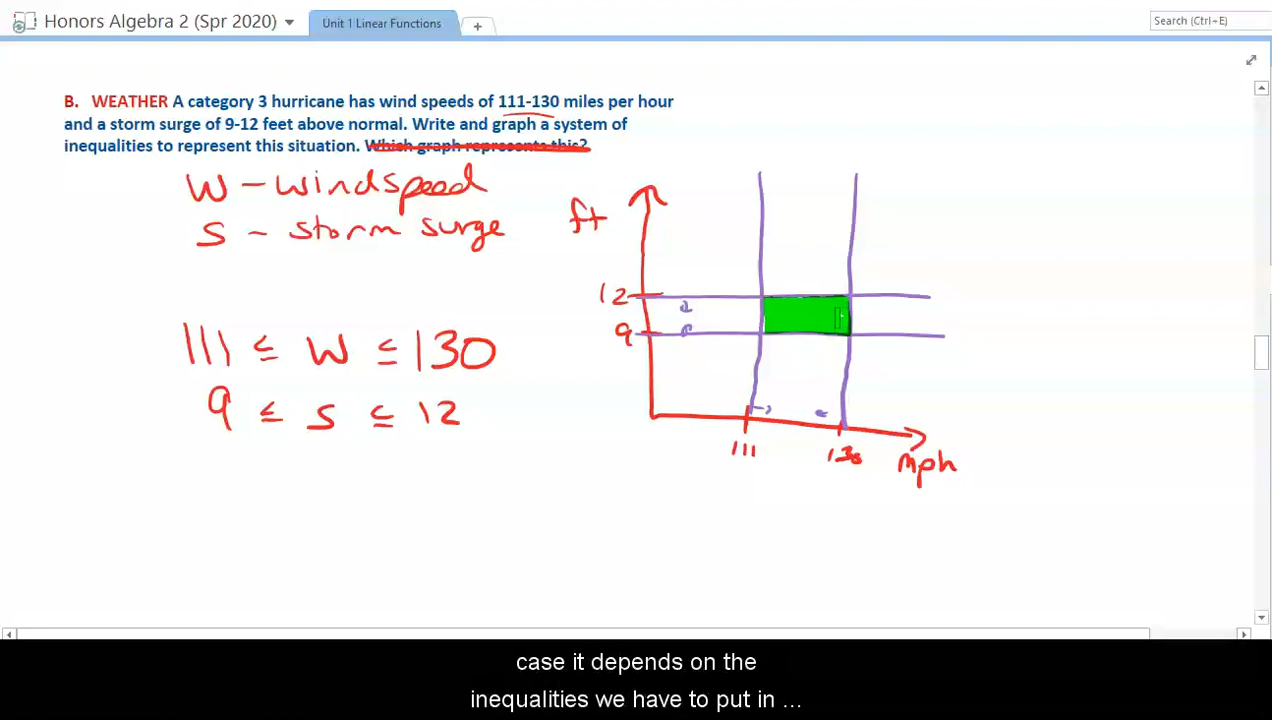 Honors Algebra 2 (Spr 2020)
Unit 1 Linear Functions
+
Search (Ctrl+E)
B. WEATHER A category 3 hurricane has wind speeds of 111-130 miles per hour
and a storm surge of 9-12 feet above normal. Write and graph a system of
inequalities to represent this situation. Which graph represents this?
W - windspeed
S - storm surge
ft
12
9
111 ≤ W ≤ 130
9 ≤ S ≤ 12
111
130
mph
case it depends on the
inequalities we have to put in ...